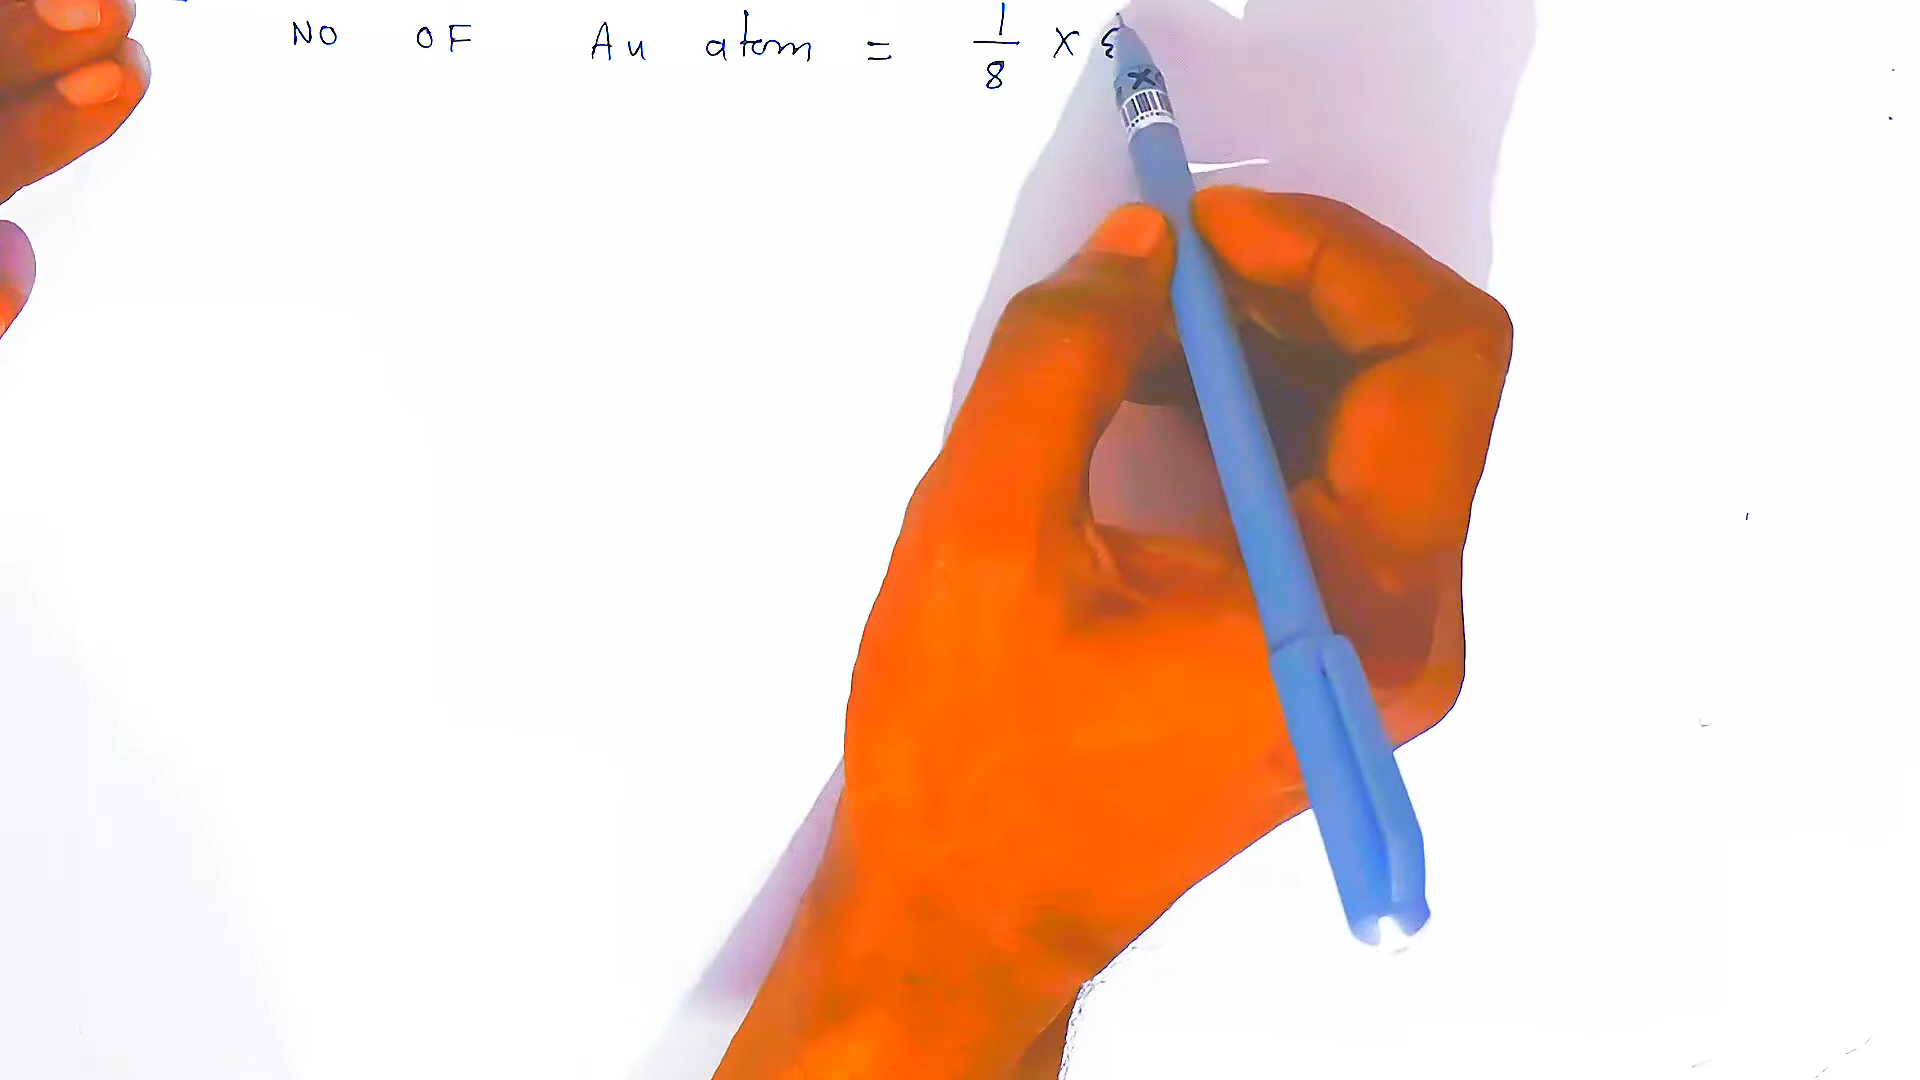 NO OF Au atom = 1/8 ×